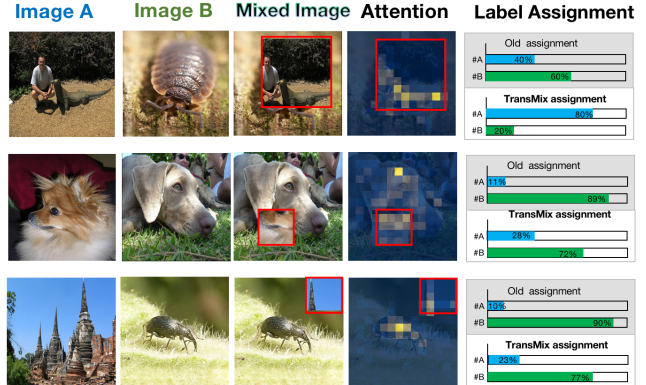 Image A Image B Mixed Image Attention Label Assignment
Old assignment
#A 40%
#B 60%
TransMix assignment
#A 80%
#B 20%
Old assignment
#A 11%
#B 89%
TransMix assignment
#A 28%
#B 72%
Old assignment
#A 10%
#B 90%
TransMix assignment
#A 23%
#B 77%